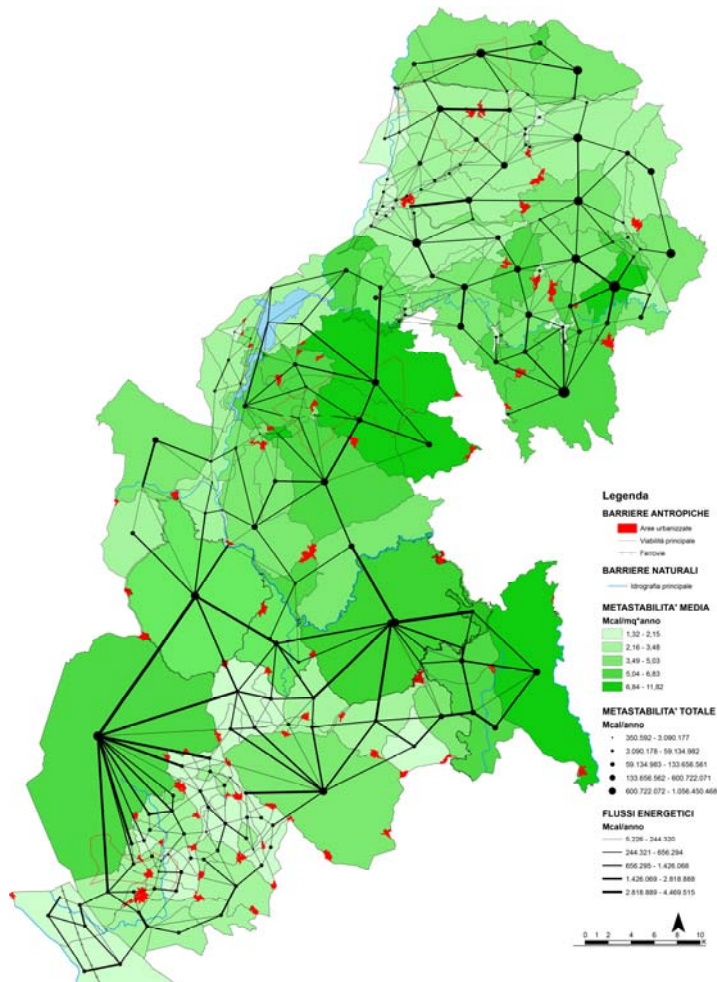 Legenda
BARRIERE ANTROPICHE
Aree urbanizzate
Viabilità principale
Ferrovie
BARRIERE NATURALI
Idrografia principale
METASTABILITA' MEDIA
Mcal/mq*anno
1,32 - 2,15
2,16 - 3,48
3,49 - 5,03
5,04 - 6,83
6,84 - 11,82
METASTABILITA' TOTALE
Mcal/anno
350.592 - 3.090.177
3.090.178 - 59.134.982
59.134.983 - 133.656.561
133.656.562 - 600.722.071
600.722.072 - 1.056.450.468
FLUSSI ENERGETICI
Mcal/anno
244.321 - 656.294
656.295 - 1.426.068
1.426.069 - 2.818.888
2.818.889 - 4.469.515
0 1 2 4 6 8 10